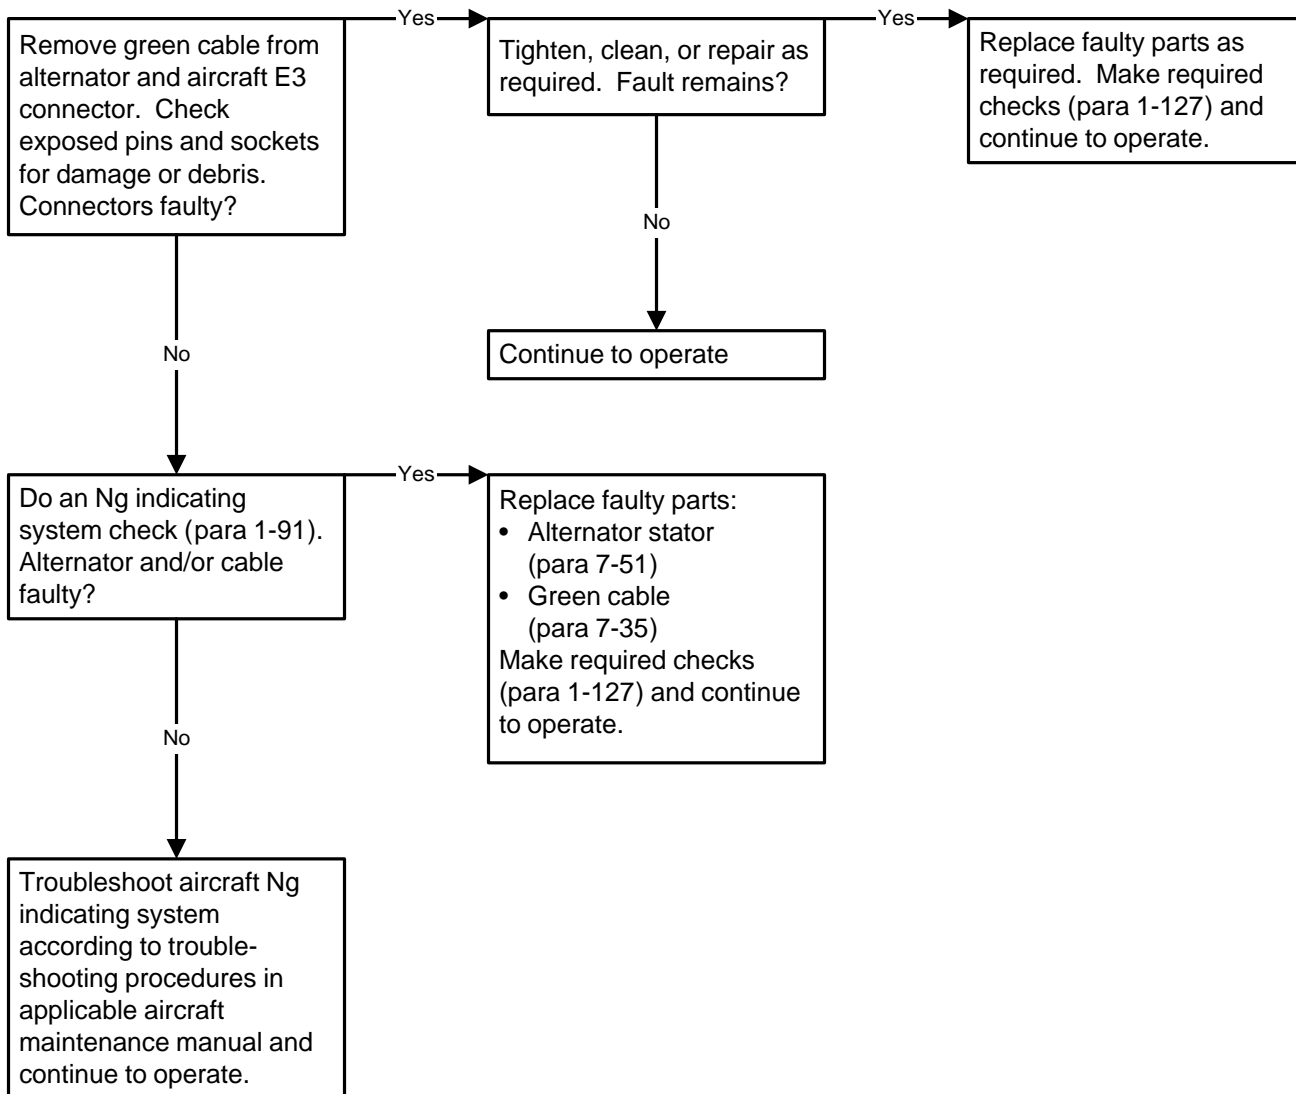 Remove green cable from
alternator and aircraft E3
connector. Check
exposed pins and sockets
for damage or debris.
Connectors faulty?
Yes
Tighten, clean, or repair as
required. Fault remains?
Yes
Replace faulty parts as
required. Make required
checks (para 1-127) and
continue to operate.
No
Continue to operate
No
Do an Ng indicating
system check (para 1-91).
Alternator and/or cable
faulty?
Yes
Replace faulty parts:
• Alternator stator
(para 7-51)
• Green cable
(para 7-35)
Make required checks
(para 1-127) and continue
to operate.
No
Troubleshoot aircraft Ng
indicating system
according to trouble-
shooting procedures in
applicable aircraft
maintenance manual and
continue to operate.